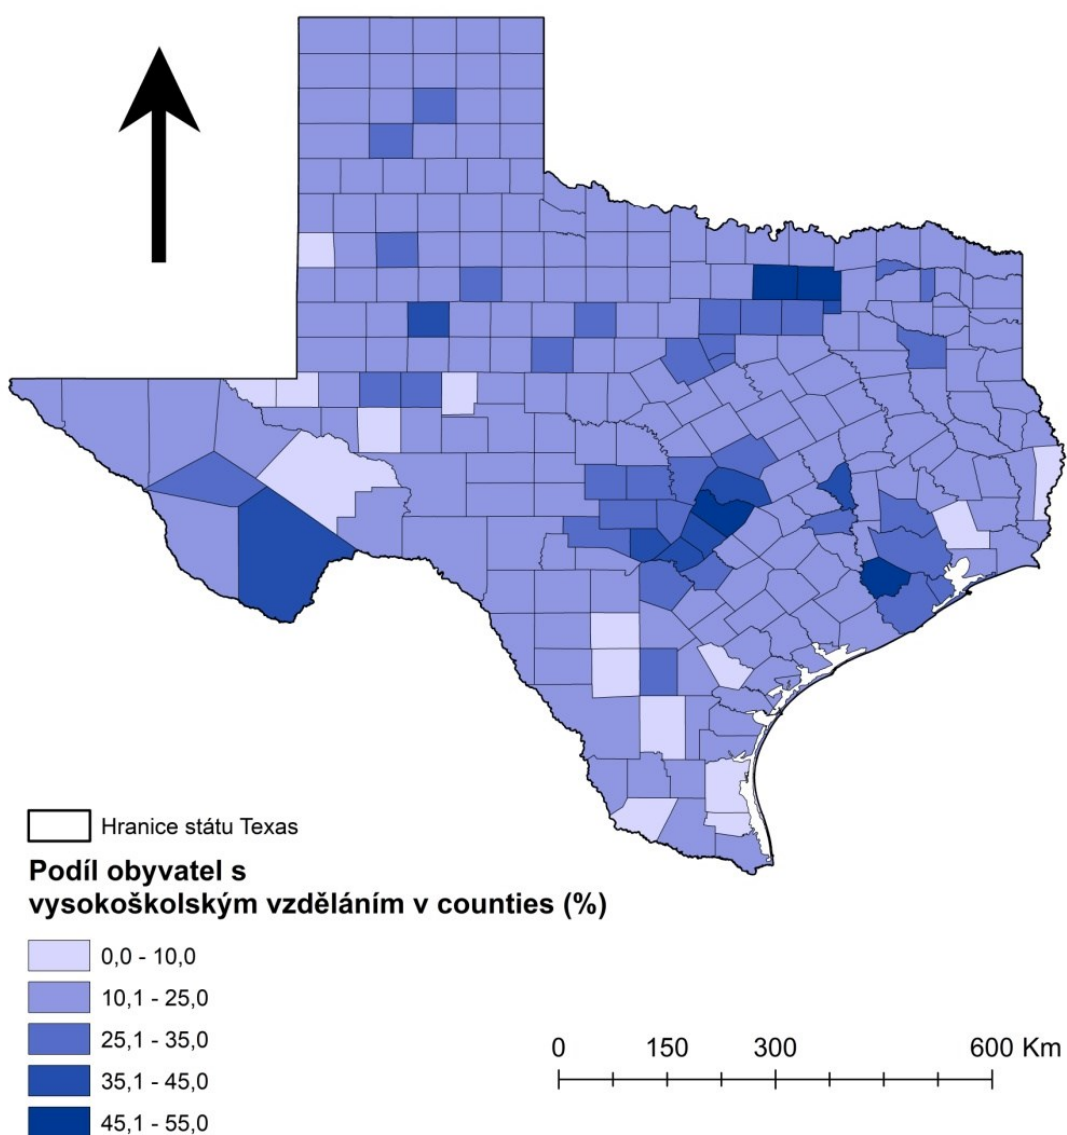 Hranice státu Texas
Podíl obyvatel s
vysokoškolským vzděláním v counties (%)
0,0 - 10,0
10,1 - 25,0
25,1 - 35,0
35,1 - 45,0
45,1 - 55,0
0 150 300 600 Km